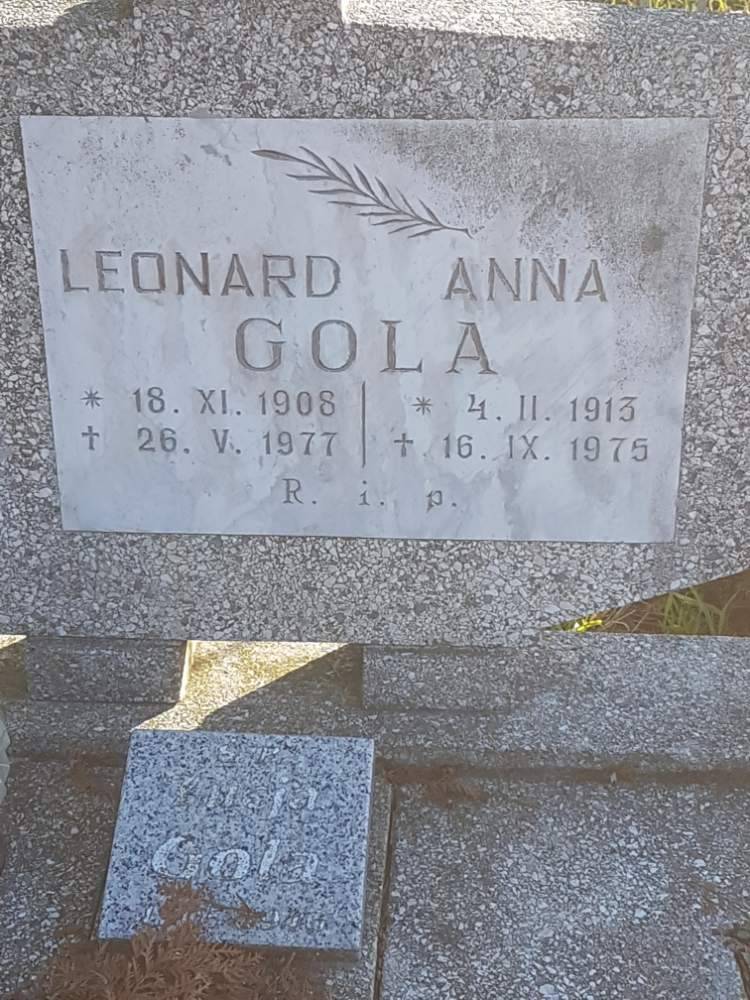 LEONARD ANNA
GOLA
* 18. XI. 1908 * 4. II. 1913
† 26. V. 1977 † 16. IX. 1975
R. i. p.
Gola